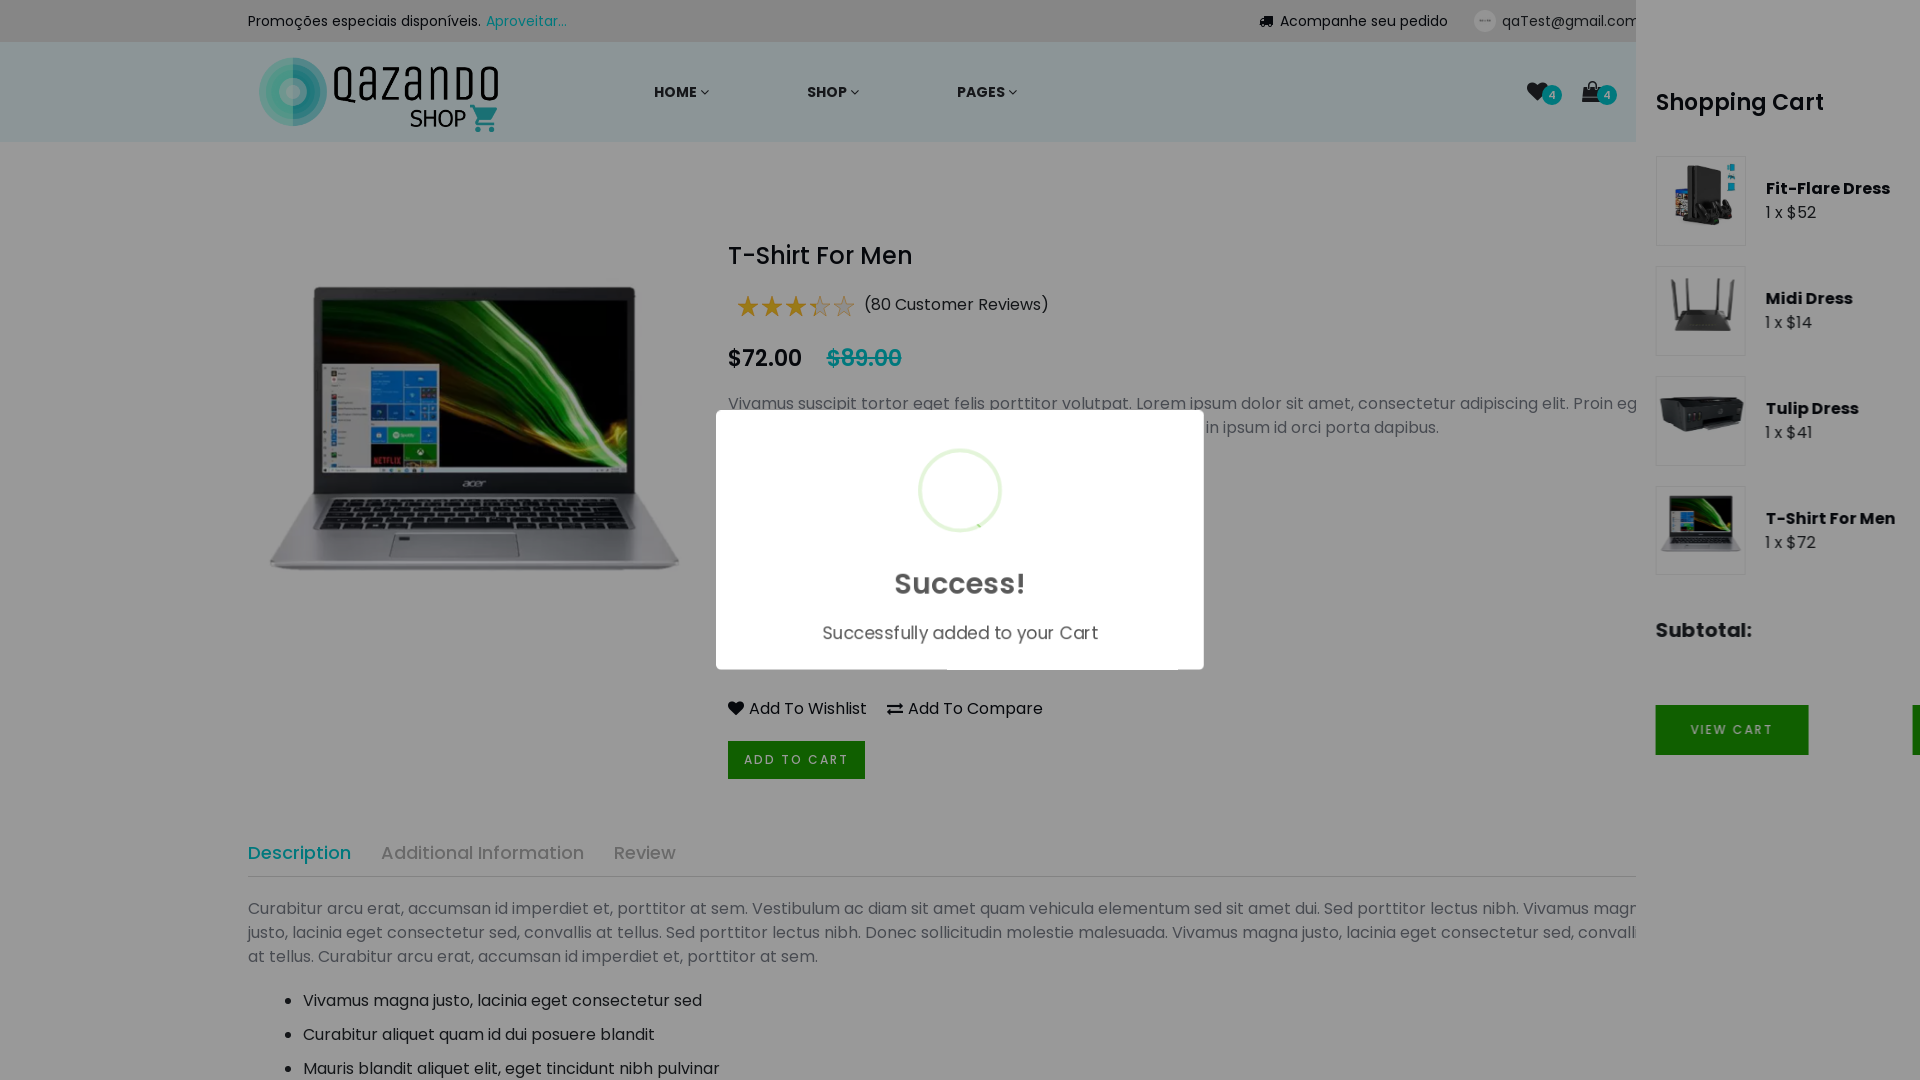 Promoções especiais disponíveis. Aproveitar...
Acompanhe seu pedido
qaTest@gmail.com
Qazando
SHOP
HOME
SHOP
PAGES
4
4
Shopping Cart
Fit-Flare Dress
1 x $52
Midi Dress
1 x $14
Tulip Dress
1 x $41
T-Shirt For Men
1 x $72
Subtotal:
VIEW CART
T-Shirt For Men
(80 Customer Reviews)
$72.00 $89.00
Vivamus suscipit tortor eget felis porttitor volutpat. Lorem ipsum dolor sit amet, consectetur adipiscing elit. Proin eg
in ipsum id orci porta dapibus.
acer
NETFLIX
Success!
Successfully added to your Cart
Add To Wishlist
Add To Compare
ADD TO CART
Description
Additional Information
Review
Curabitur arcu erat, accumsan id imperdiet et, porttitor at sem. Vestibulum ac diam sit amet quam vehicula elementum sed sit amet dui. Sed porttitor lectus nibh. Vivamus magn
justo, lacinia eget consectetur sed, convallis at tellus. Sed porttitor lectus nibh. Donec sollicitudin molestie malesuada. Vivamus magna justo, lacinia eget consectetur sed, convalli
at tellus. Curabitur arcu erat, accumsan id imperdiet et, porttitor at sem.
Vivamus magna justo, lacinia eget consectetur sed
Curabitur aliquet quam id dui posuere blandit
Mauris blandit aliquet elit, eget tincidunt nibh pulvinar